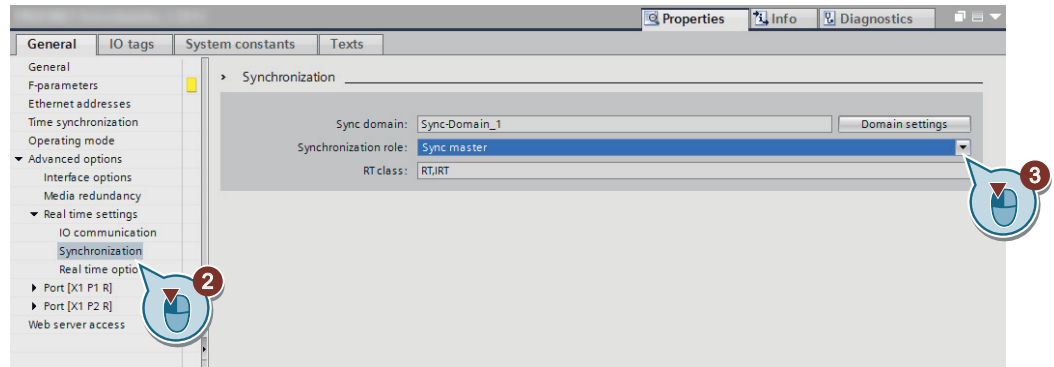 Properties Info Diagnostics
General IO tags System constants Texts
General
F-parameters
Ethernet addresses
Time synchronization
Operating mode
Advanced options
Interface options
Media redundancy
Real time settings
IO communication
Synchronization
Real time optio
Port [X1 P1 R]
Port [X1 P2 R]
Web server access
2
Synchronization
Sync domain: Sync-Domain_1 Domain settings
Synchronization role: Sync master
RT class: RT,IRT
3